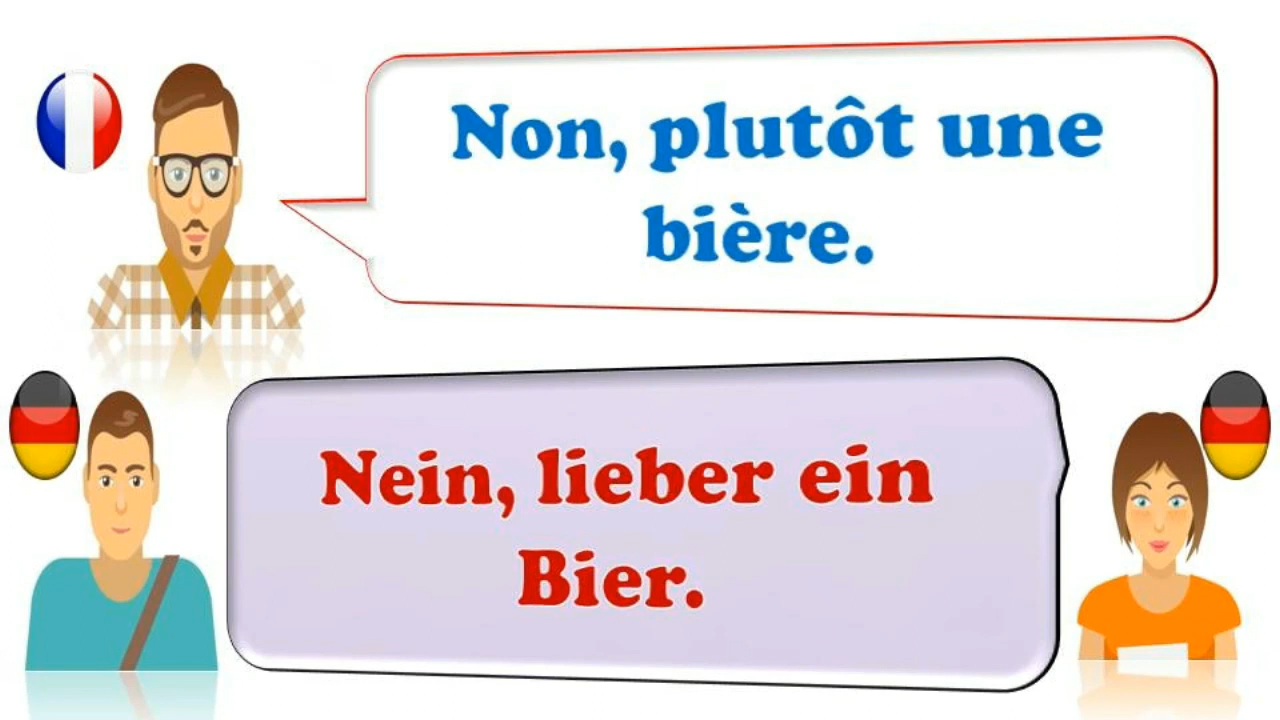 Non, plutôt une
bière.
Nein, lieber ein
Bier.